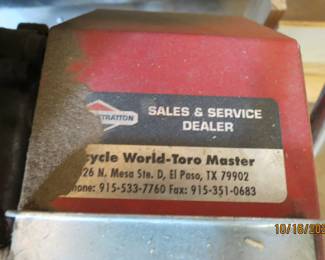 STRATTON
SALES & SERVICE
DEALER
cycle World-Toro Master
26 N. Mesa Ste. D, El Paso, TX 79902
hone: 915-533-7760 Fax: 915-351-0683
10/16/20